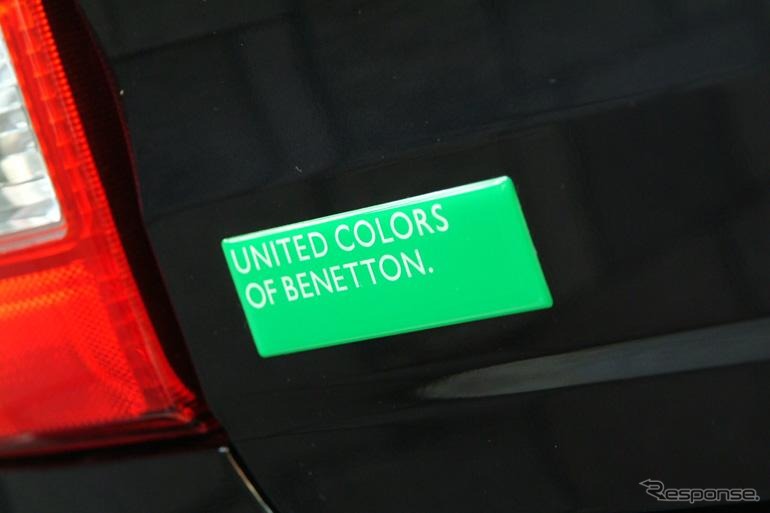 UNITED COLORS
OF BENETTON.
Response.